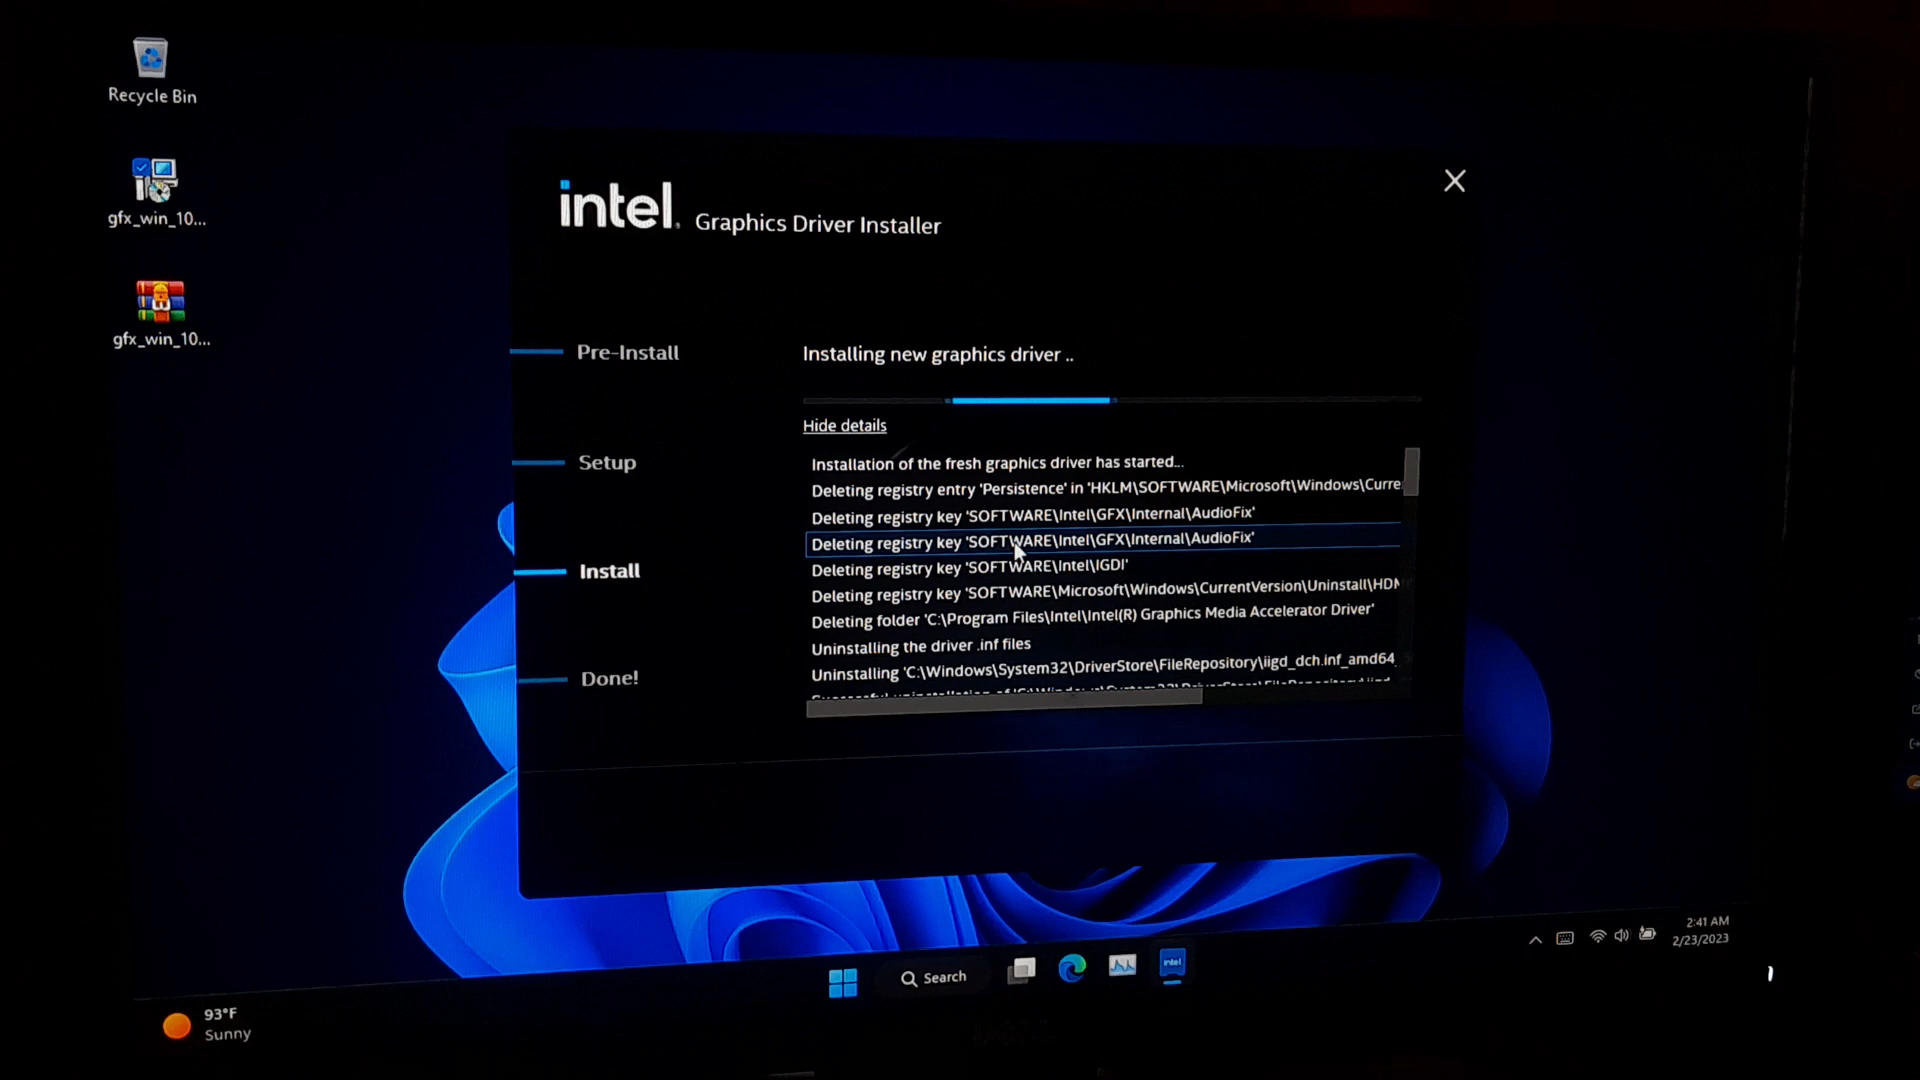 Recycle Bin
gfx_win_10...
gfx_win_10...
intel. Graphics Driver Installer
Pre-Install
Setup
Install
Done!
Installing new graphics driver ..
Hide details
Installation of the fresh graphics driver has started...
Deleting registry entry 'Persistence' in 'HKLM\SOFTWARE\Microsoft\Windows\Curre
Deleting registry key 'SOFTWARE\Intel\GFX\Internal\AudioFix'
Deleting registry key 'SOFTWARE\Intel\GFX\Internal\AudioFix'
Deleting registry key 'SOFTWARE\Intel\IGDI'
Deleting registry key 'SOFTWARE\Microsoft\Windows\CurrentVersion\Uninstall\HDM
Deleting folder 'C:\Program Files\Intel\Intel(R) Graphics Media Accelerator Driver'
Uninstalling the driver .inf files
Uninstalling 'C:\Windows\System32\DriverStore\FileRepository\iigd_dch.inf_amd64_
Search
intel
2:41 AM
2/23/2023
93°F
Sunny